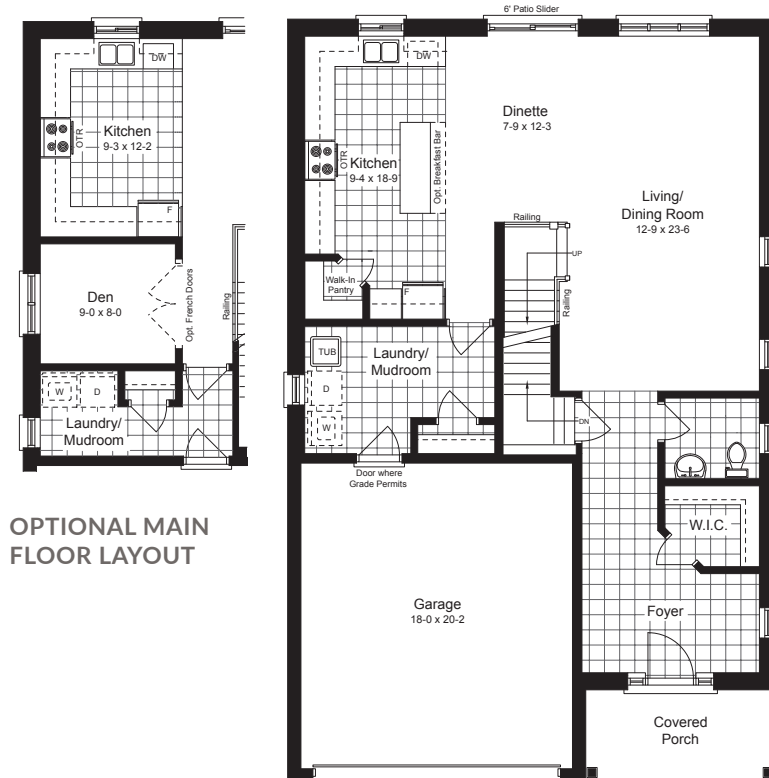 6' Patio Slider
DW
Kitchen
9-3 x 12-2
OTR
F
Den
9-0 x 8-0
Opt. French Doors
Railing
W
D
Laundry/
Mudroom
OPTIONAL MAIN
FLOOR LAYOUT
DW
Dinette
7-9 x 12-3
Kitchen
9-4 x 18-9
OTR
Opt. Breakfast Bar
Living/
Dining Room
12-9 x 23-6
Railing
UP
Railing
Walk-In
Pantry
F
TUB
Laundry/
Mudroom
D
W
DN
Door where
Grade Permits
W.I.C.
Garage
18-0 x 20-2
Foyer
Covered
Porch